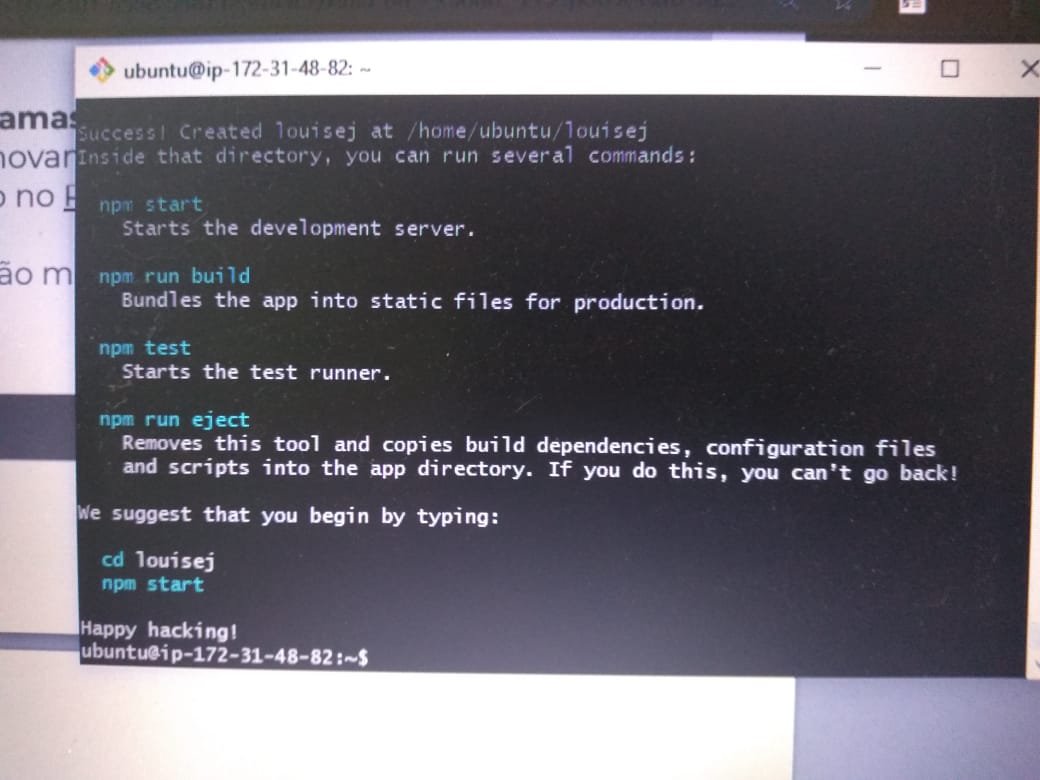 ubuntu@ip-172-31-48-82: ~
amas
novar
o no
ão m
Success! Created louisej at /home/ubuntu/louisej
Inside that directory, you can run several commands:
npm start
Starts the development server.
npm run build
Bundles the app into static files for production.
npm test
Starts the test runner.
npm run eject
Removes this tool and copies build dependencies, configuration files
and scripts into the app directory. If you do this, you can't go back!
We suggest that you begin by typing:
cd louisej
npm start
Happy hacking!
ubuntu@ip-172-31-48-82:~$